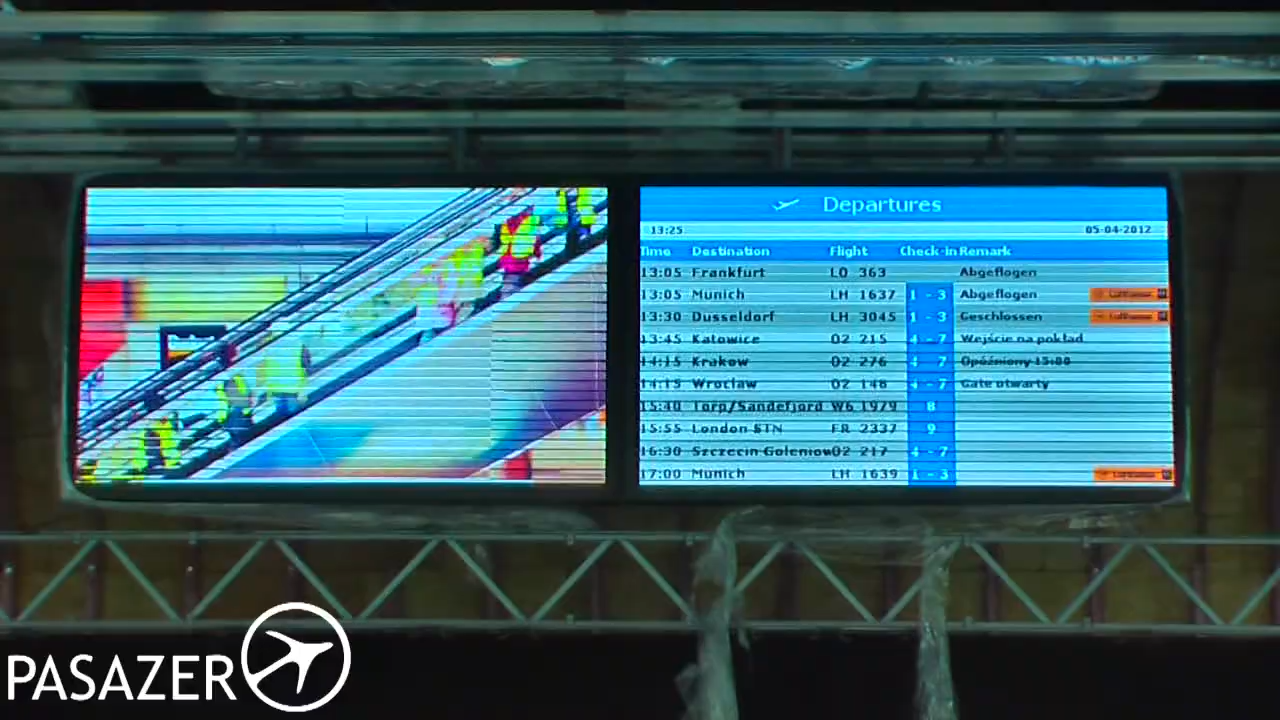 Departures
13:25 05-04-2012
Time Destination Flight Check-in Remark
13:05 Frankfurt LO 363 Abgeflogen
13:05 Munich LH 1637 1 - 3 Abgeflogen Lufthansa
13:30 Dusseldorf LH 3045 1 - 3 Geschlossen Lufthansa
13:45 Katowice O2 215 4 - 7 Wejście na pokład
14:15 Krakow O2 276 4 - 7 Opóźniony 15:00
14:15 Wroclaw O2 148 4 - 7 Gate otwarty
15:40 Torp/Sandefjord W6 1979 8
15:55 London STN FR 2337 9
16:30 Szczecin Goleniow O2 217 4 - 7
17:00 Munich LH 1639 1 - 3 Lufthansa
PASAZER